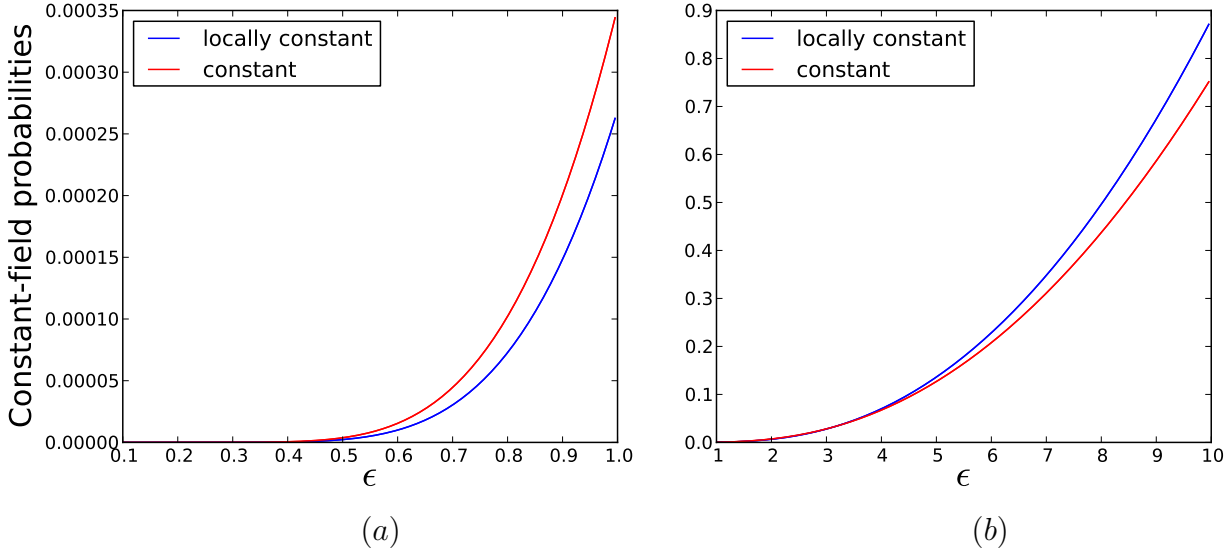 Constant-field probabilities
0.00035
0.00030
0.00025
0.00020
0.00015
0.00010
0.00005
0.00000
locally constant
constant
0.1 0.2 0.3 0.4 0.5 0.6 0.7 0.8 0.9 1.0
ϵ
(a)
0.9
0.8
0.7
0.6
0.5
0.4
0.3
0.2
0.1
0.0
locally constant
constant
1 2 3 4 5 6 7 8 9 10
ϵ
(b)